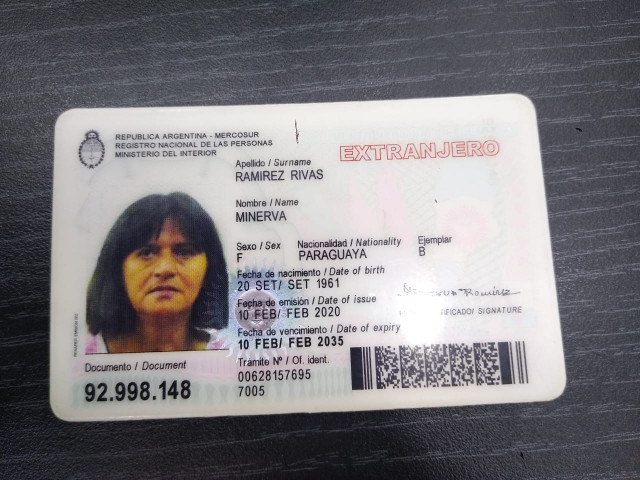 REPUBLICA ARGENTINA - MERCOSUR
REGISTRO NACIONAL DE LAS PERSONAS
MINISTERIO DEL INTERIOR
EXTRANJERO
Apellido / Surname
RAMIREZ RIVAS
Nombre / Name
MINERVA
Sexo / Sex Nacionalidad / Nationality Ejemplar
F PARAGUAYA B
Fecha de nacimiento / Date of birth
20 SET/ SET 1961
Fecha de emisión / Date of issue
10 FEB/ FEB 2020
Ramirez
FICADO/ SIGNATURE
Fecha de vencimiento / Date of expiry
10 FEB/ FEB 2035
Documento / Document
92.998.148
Trámite Nº / Of. ident.
00628157695
7005